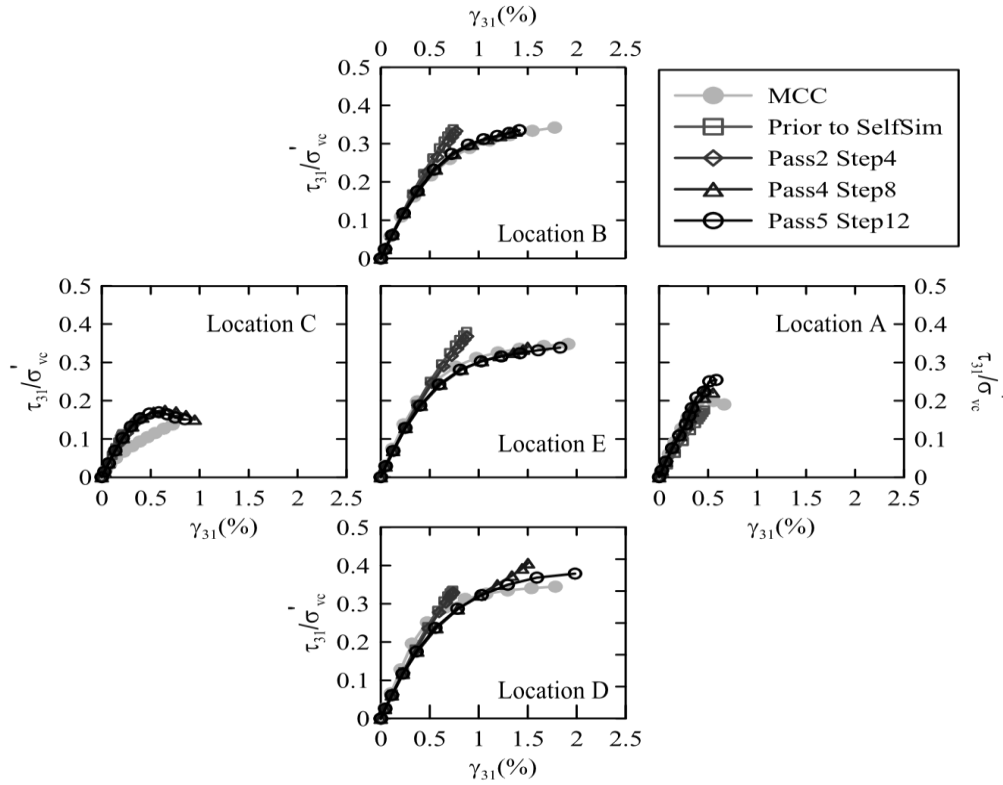 γ31(%)
0 0.5 1 1.5 2 2.5
0.5
0.4
0.3
0.2
0.1
0
τ31/σ'vc
Location B
MCC
Prior to SelfSim
Pass2 Step4
Pass4 Step8
Pass5 Step12
0.5
0.4
0.3
0.2
0.1
0
τ31/σ'vc
Location C
0 0.5 1 1.5 2 2.5
γ31(%)
Location E
Location A
0.5
0.4
0.3
0.2
0.1
0
τ31/σ'vc
0 0.5 1 1.5 2 2.5
γ31(%)
0.5
0.4
0.3
0.2
0.1
0
τ31/σ'vc
Location D
0 0.5 1 1.5 2 2.5
γ31(%)